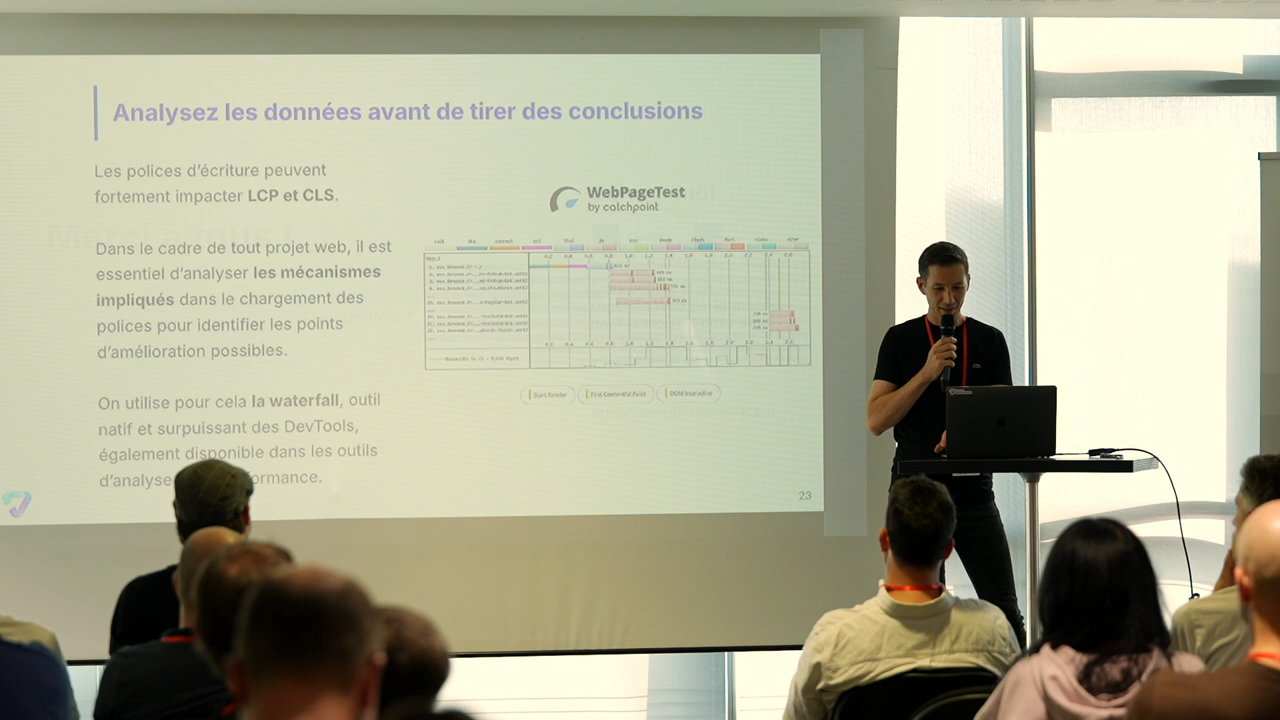 Analysez les données avant de tirer des conclusions
Les polices d'écriture peuvent
fortement impacter LCP et CLS.
WebPageTest
by catchpoint
Dans le cadre de tout projet web, il est
essentiel d'analyser les mécanismes
impliqués dans le chargement des
polices pour identifier les points
d'amélioration possibles.
Start Render
First Contentful Paint
DOM Interactive
On utilise pour cela la waterfall, outil
natif et surpuissant des DevTools,
également disponible dans les outils
d'analyse ormance.
23